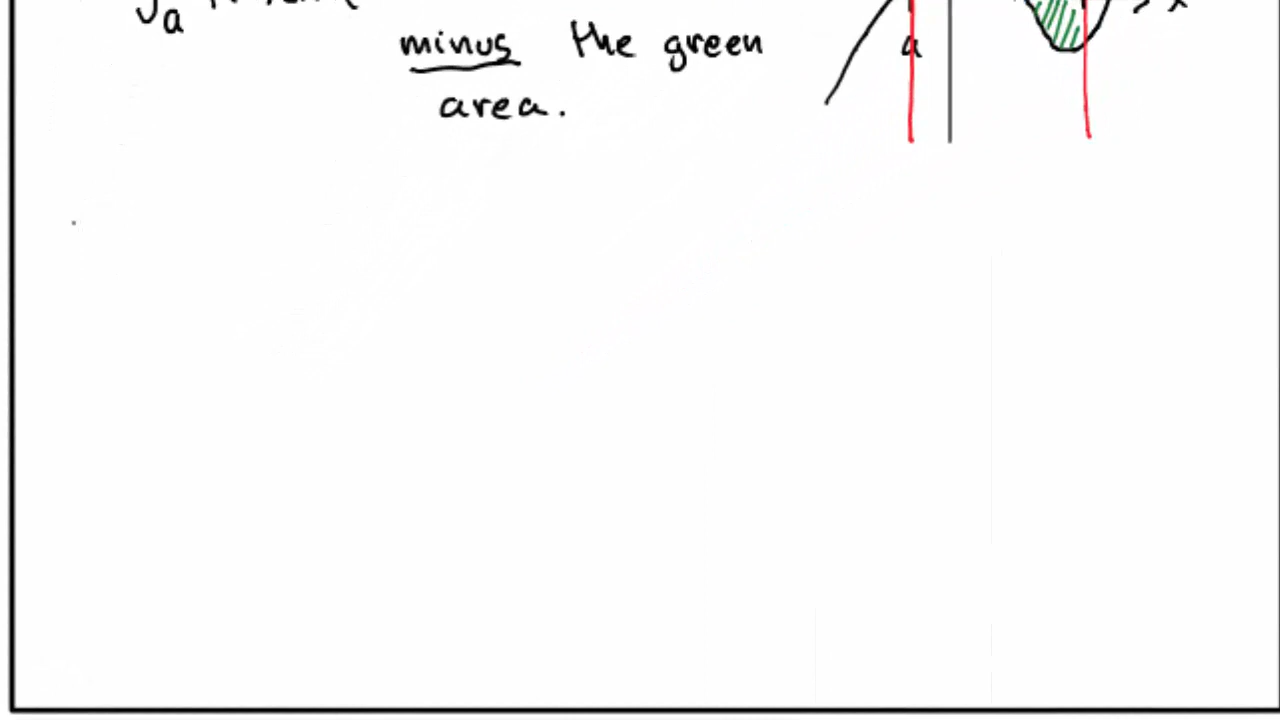 a
minus the green
area.
a
x